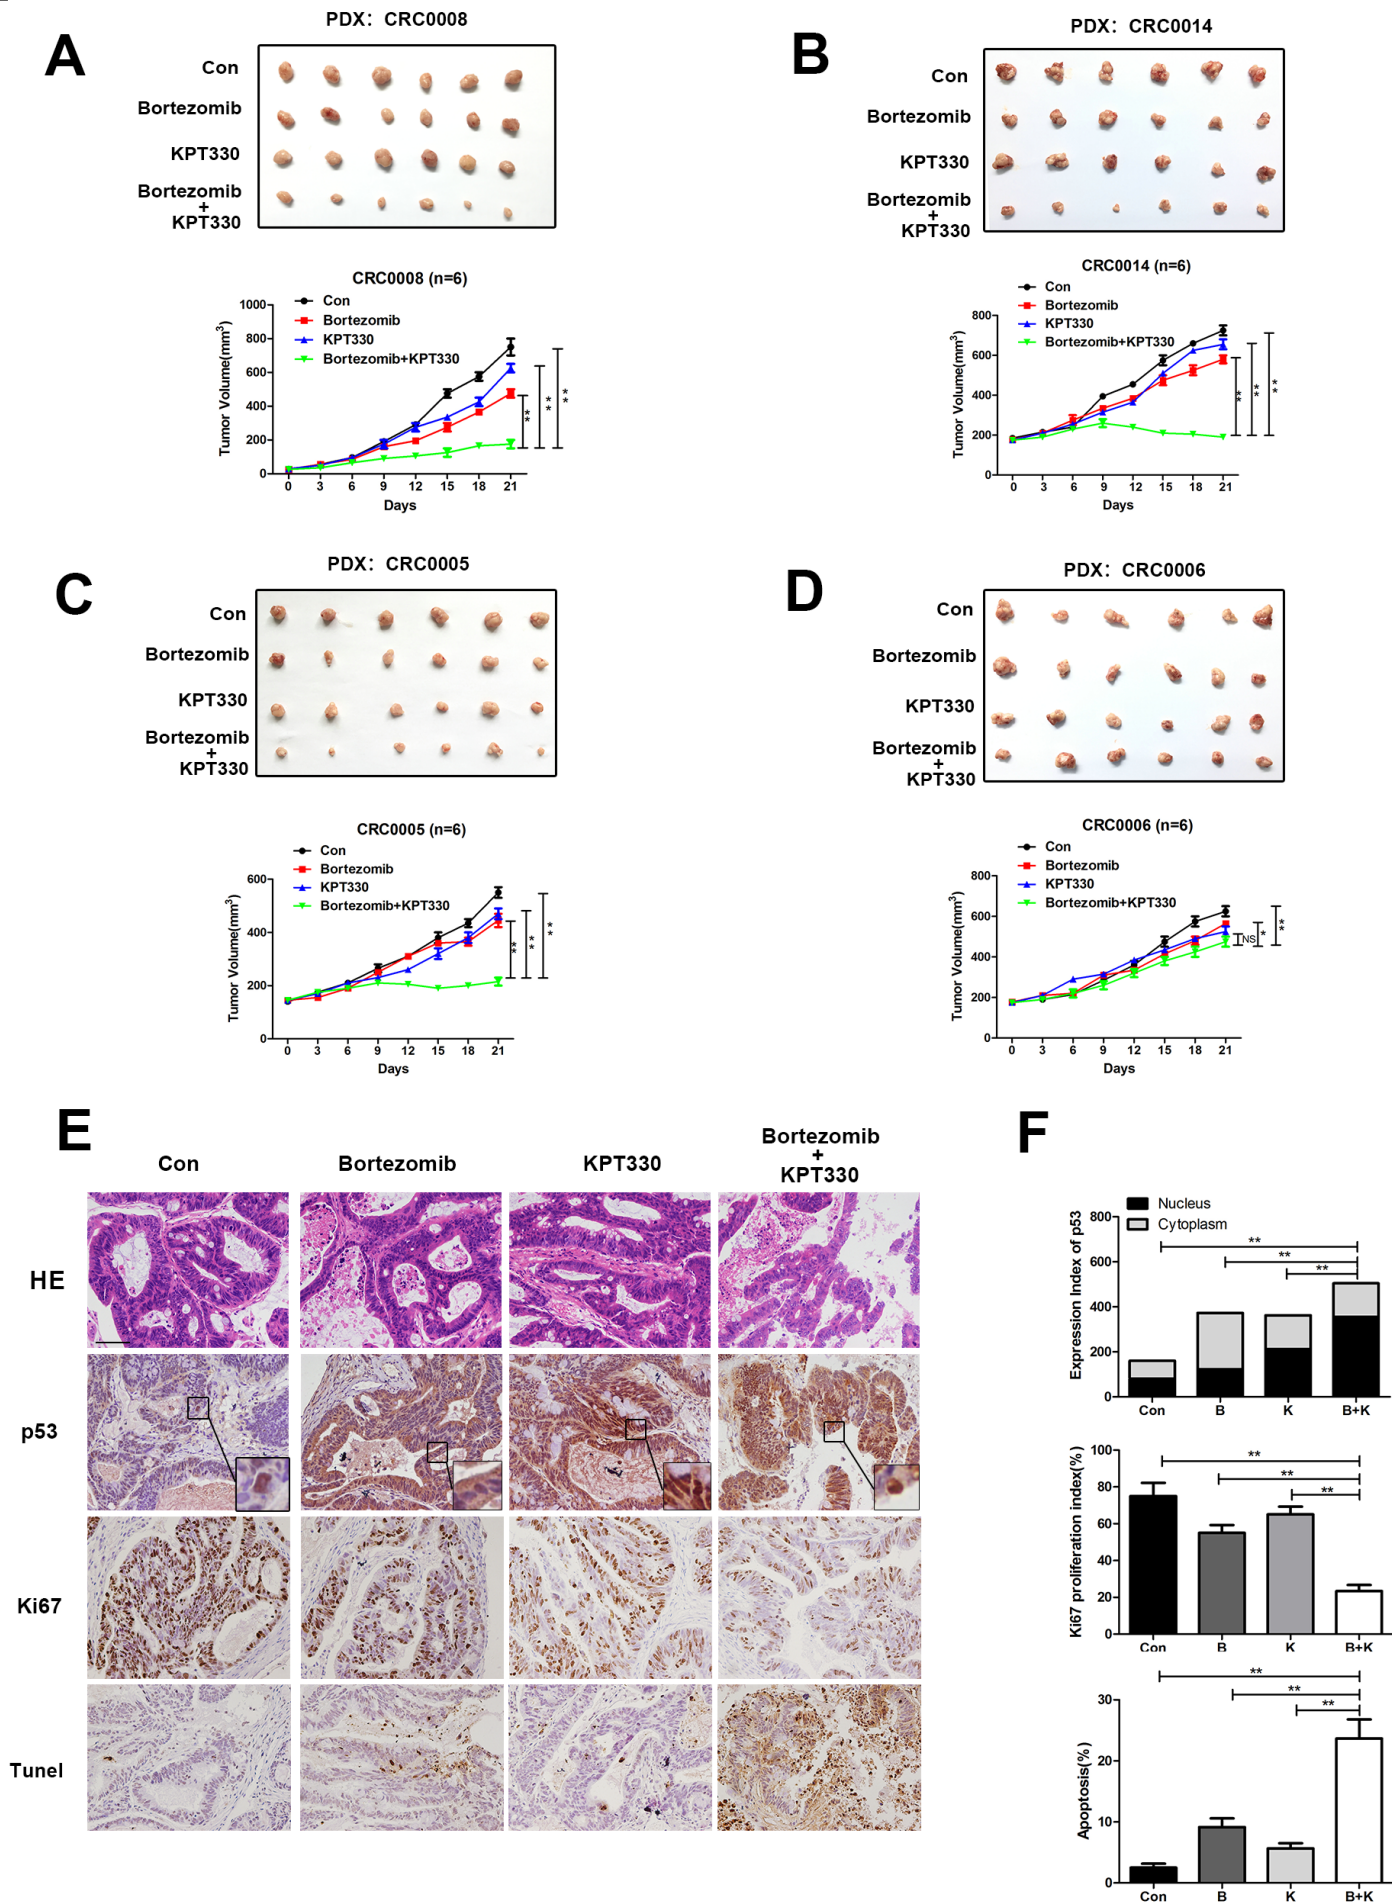 A
PDX: CRC0008
Con
Bortezomib
KPT330
Bortezomib
+
KPT330
CRC0008 (n=6)
Con
Bortezomib
KPT330
Bortezomib+KPT330
Tumor Volume(mm3)
1000
800
600
400
200
0
0 3 6 9 12 15 18 21
Days
** ** **
B
PDX: CRC0014
Con
Bortezomib
KPT330
Bortezomib
+
KPT330
CRC0014 (n=6)
Con
Bortezomib
KPT330
Bortezomib+KPT330
Tumor Volume(mm3)
800
600
400
200
0
0 3 6 9 12 15 18 21
Days
** ** **
C
PDX: CRC0005
Con
Bortezomib
KPT330
Bortezomib
+
KPT330
CRC0005 (n=6)
Con
Bortezomib
KPT330
Bortezomib+KPT330
Tumor Volume(mm3)
600
400
200
0
0 3 6 9 12 15 18 21
Days
** ** **
D
PDX: CRC0006
Con
Bortezomib
KPT330
Bortezomib
+
KPT330
CRC0006 (n=6)
Con
Bortezomib
KPT330
Bortezomib+KPT330
Tumor Volume(mm3)
800
600
400
200
0
0 3 6 9 12 15 18 21
Days
NS * **
E
Con Bortezomib KPT330 Bortezomib
+
KPT330
HE
p53
Ki67
Tunel
F
Nucleus
Cytoplasm
Expression Index of p53
800
600
400
200
0
**
**
**
Con B K B+K
Ki67 proliferation index(%)
100
80
60
40
20
0
**
**
**
Con B K B+K
Apoptosis(%)
30
20
10
0
**
**
**
Con B K B+K